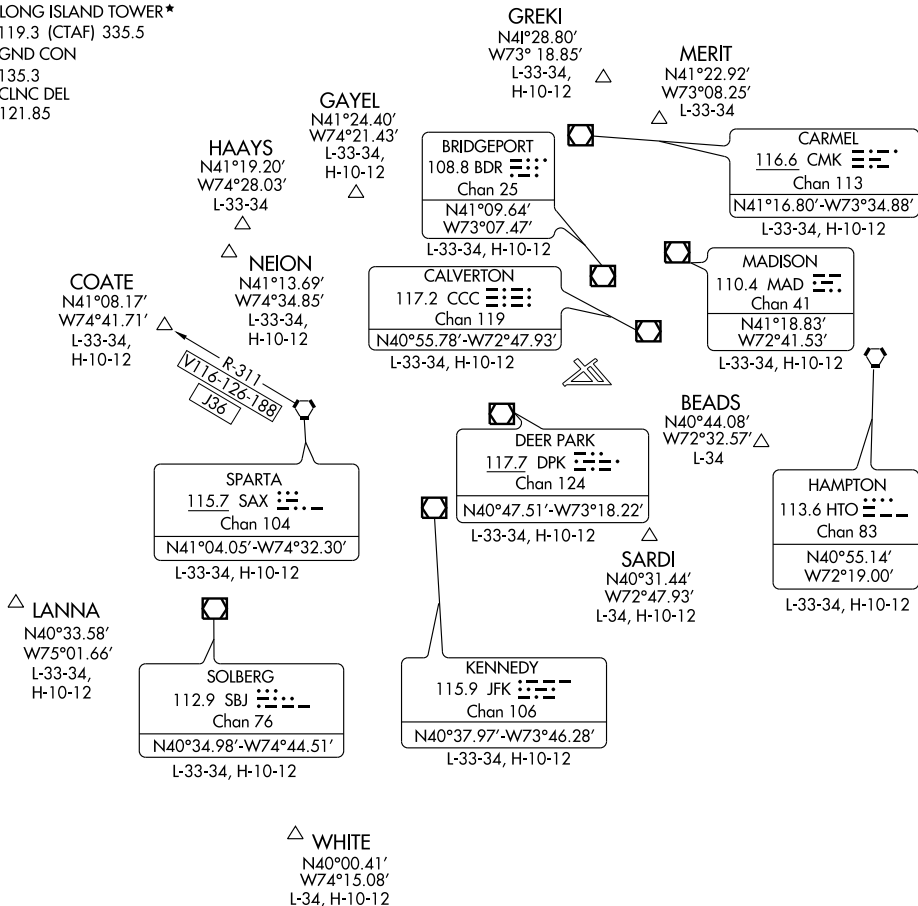 LONG ISLAND TOWER★
119.3 (CTAF) 335.5
GND CON
135.3
CLNC DEL
121.85
GREKI
N41°28.80'
W73° 18.85'
L-33-34,
H-10-12
MERIT
N41°22.92'
W73°08.25'
L-33-34
GAYEL
N41°24.40'
W74°21.43'
L-33-34,
H-10-12
HAAYS
N41°19.20'
W74°28.03'
L-33-34
BRIDGEPORT
108.8 BDR
Chan 25
N41°09.64'
W73°07.47'
L-33-34, H-10-12
CARMEL
116.6 CMK
Chan 113
N41°16.80'-W73°34.88'
L-33-34, H-10-12
NEION
N41°13.69'
W74°34.85'
L-33-34,
H-10-12
COATE
N41°08.17'
W74°41.71'
L-33-34,
H-10-12
CALVERTON
117.2 CCC
Chan 119
N40°55.78'-W72°47.93'
L-33-34, H-10-12
MADISON
110.4 MAD
Chan 41
N41°18.83'
W72°41.53'
L-33-34, H-10-12
R-311
V116-126-188
J36
BEADS
N40°44.08'
W72°32.57'
L-34
DEER PARK
117.7 DPK
Chan 124
N40°47.51'-W73°18.22'
L-33-34, H-10-12
SPARTA
115.7 SAX
Chan 104
N41°04.05'-W74°32.30'
L-33-34, H-10-12
HAMPTON
113.6 HTO
Chan 83
N40°55.14'
W72°19.00'
L-33-34, H-10-12
SARDI
N40°31.44'
W72°47.93'
L-34, H-10-12
LANNA
N40°33.58'
W75°01.66'
L-33-34,
H-10-12
SOLBERG
112.9 SBJ
Chan 76
N40°34.98'-W74°44.51'
L-33-34, H-10-12
KENNEDY
115.9 JFK
Chan 106
N40°37.97'-W73°46.28'
L-33-34, H-10-12
WHITE
N40°00.41'
W74°15.08'
L-34, H-10-12